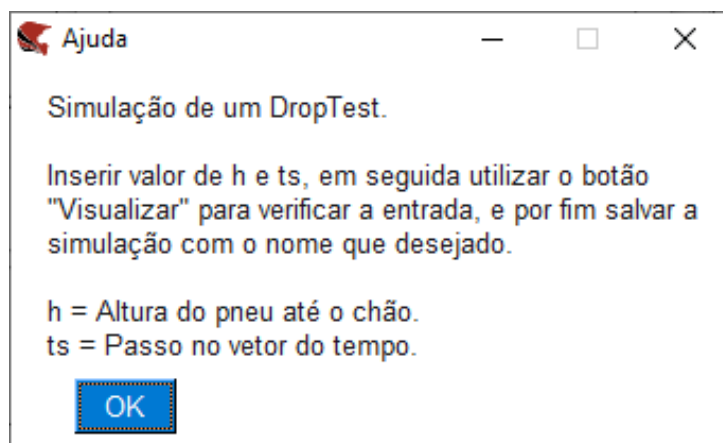 Ajuda
Simulação de um DropTest.
Inserir valor de h e ts, em seguida utilizar o botão
"Visualizar" para verificar a entrada, e por fim salvar a
simulação com o nome que desejado.
h = Altura do pneu até o chão.
ts = Passo no vetor do tempo.
OK